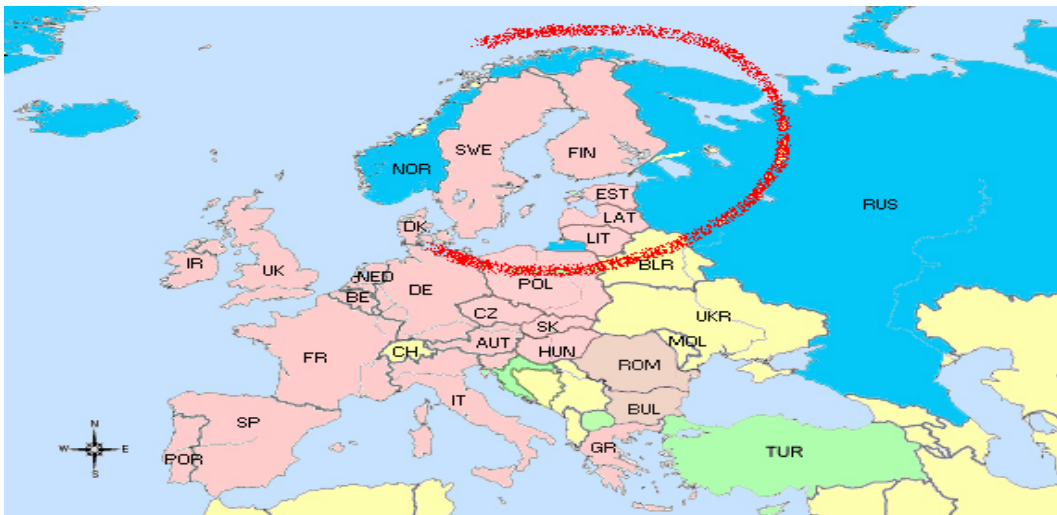 SWE
FIN
NOR
EST
RUS
LAT
DK
LIT
IR
UK
NED
BLR
BE
DE
POL
CZ
UKR
SK
AUT
MOL
CH
HUN
FR
ROM
IT
BUL
SP
N
W E
S
GR
TUR
POR